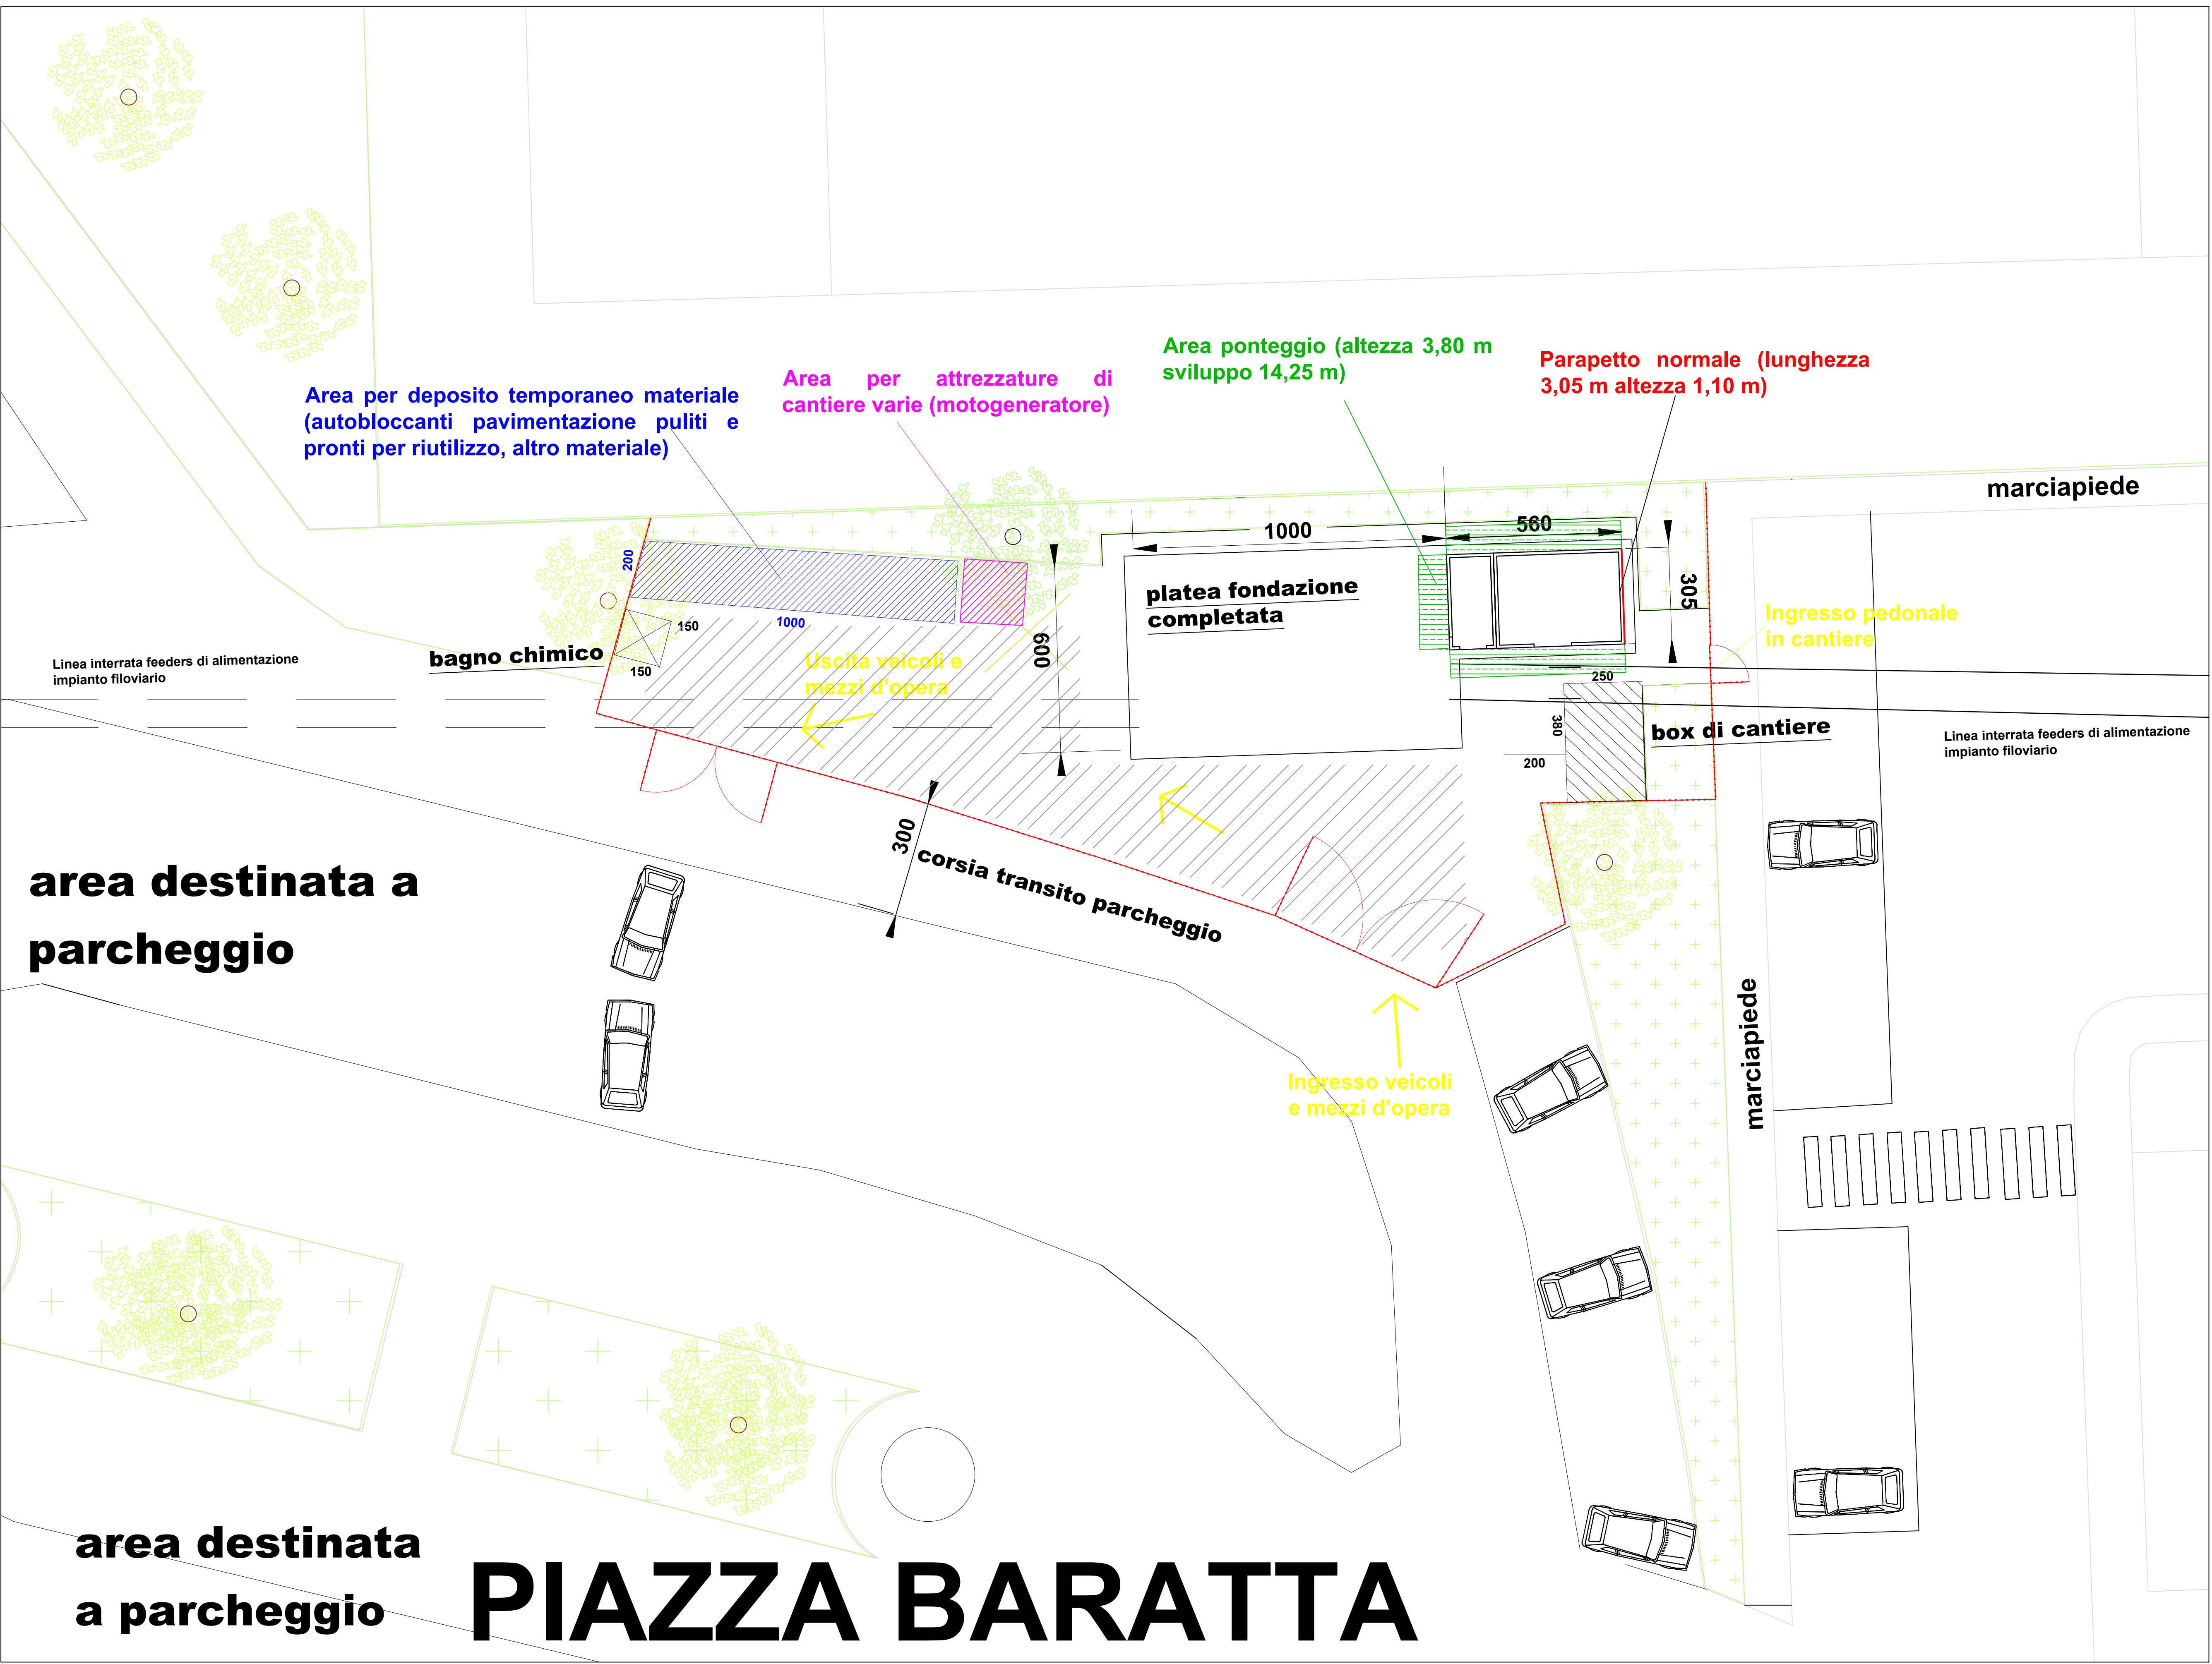 Area ponteggio (altezza 3,80 m
sviluppo 14,25 m)
Parapetto normale (lunghezza
3,05 m altezza 1,10 m)
Area per attrezzature di
cantiere varie (motogeneratore)
Area per deposito temporaneo materiale
(autobloccanti pavimentazione puliti e
pronti per riutilizzo, altro materiale)
marciapiede
1000
560
200
platea fondazione
completata
305
Ingresso pedonale
in cantiere
1000
150
600
bagno chimico
150
Linea interrata feeders di alimentazione
impianto filoviario
Uscita veicoli e
mezzi d'opera
250
380
box di cantiere
200
Linea interrata feeders di alimentazione
impianto filoviario
300
corsia transito parcheggio
area destinata a
parcheggio
marciapiede
Ingresso veicoli
e mezzi d'opera
area destinata
a parcheggio
PIAZZA BARATTA